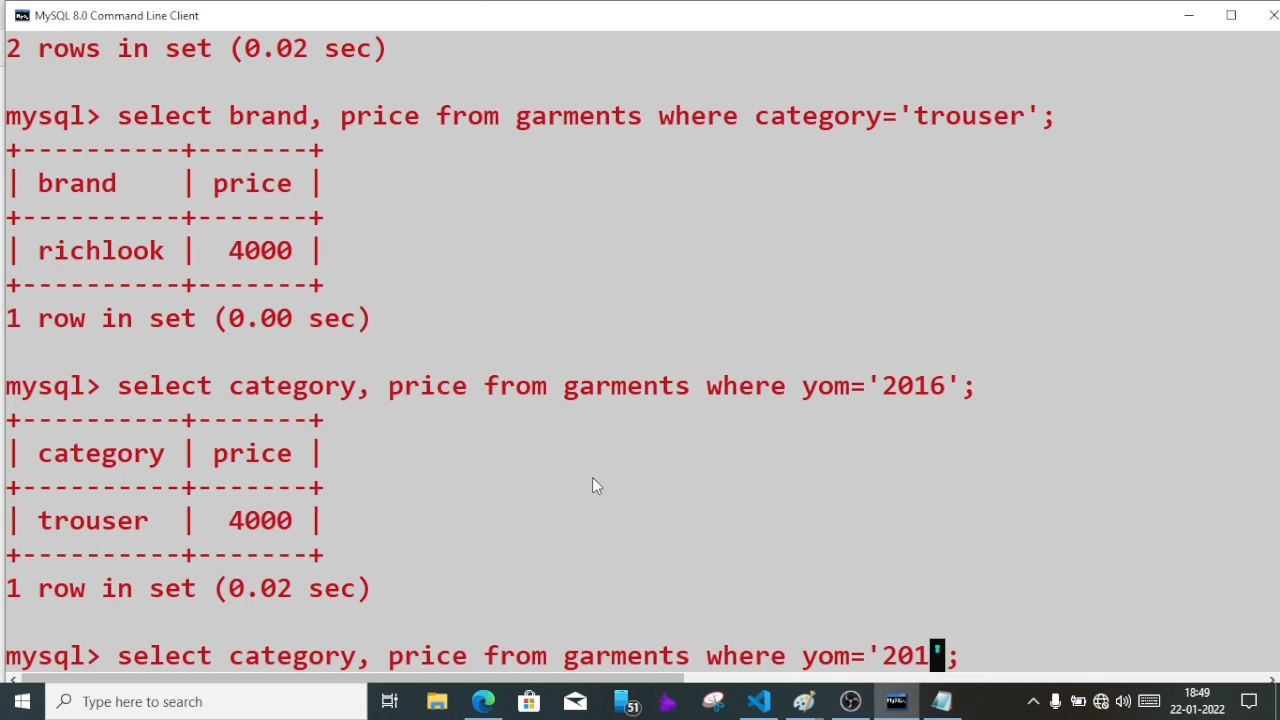 MySQL 8.0 Command Line Client
2 rows in set (0.02 sec)
mysql> select brand, price from garments where category='trouser';
+----------+-------+
| brand    | price |
+----------+-------+
| richlook |  4000 |
+----------+-------+
1 row in set (0.00 sec)
mysql> select category, price from garments where yom='2016';
+----------+-------+
| category | price |
+----------+-------+
| trouser  |  4000 |
+----------+-------+
1 row in set (0.02 sec)
mysql> select category, price from garments where yom='201';
Type here to search
51
18:49
22-01-2022